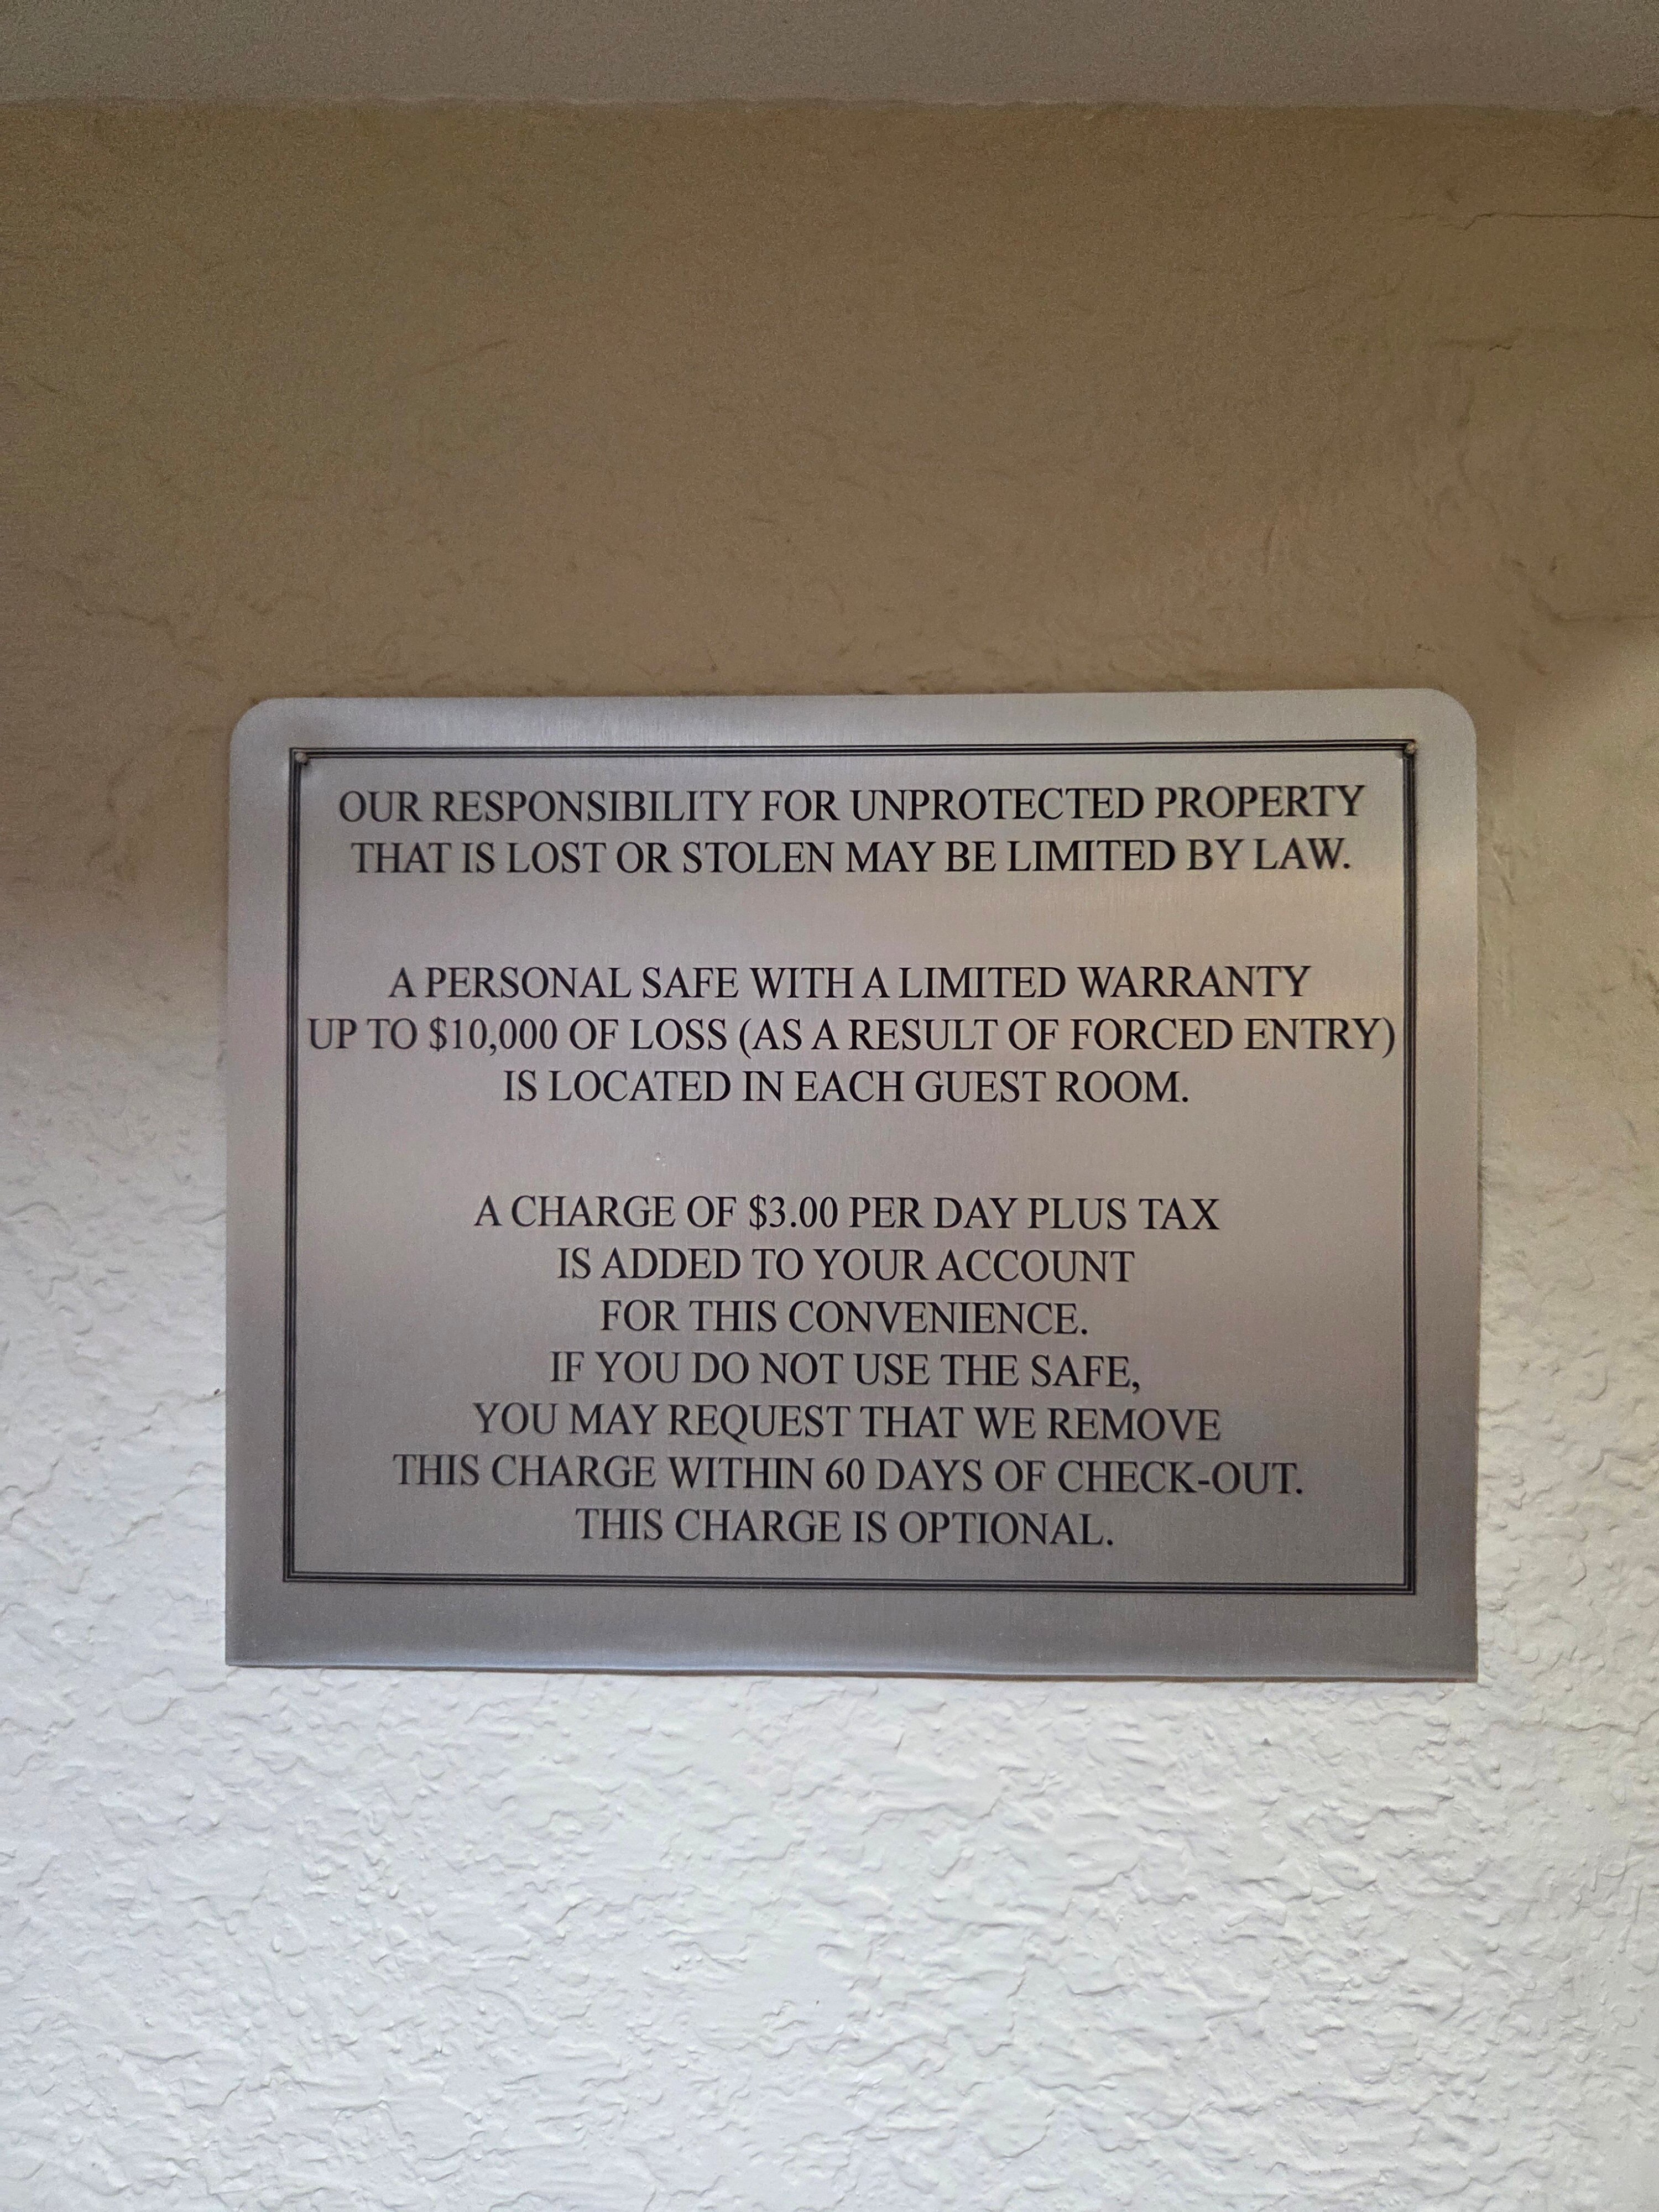 OUR RESPONSIBILITY FOR UNPROTECTED PROPERTY
THAT IS LOST OR STOLEN MAY BE LIMITED BY LAW.
A PERSONAL SAFE WITH A LIMITED WARRANTY
UP TO $10,000 OF LOSS (AS A RESULT OF FORCED ENTRY)
IS LOCATED IN EACH GUEST ROOM.
A CHARGE OF $3.00 PER DAY PLUS TAX
IS ADDED TO YOUR ACCOUNT
FOR THIS CONVENIENCE.
IF YOU DO NOT USE THE SAFE,
YOU MAY REQUEST THAT WE REMOVE
THIS CHARGE WITHIN 60 DAYS OF CHECK-OUT.
THIS CHARGE IS OPTIONAL.